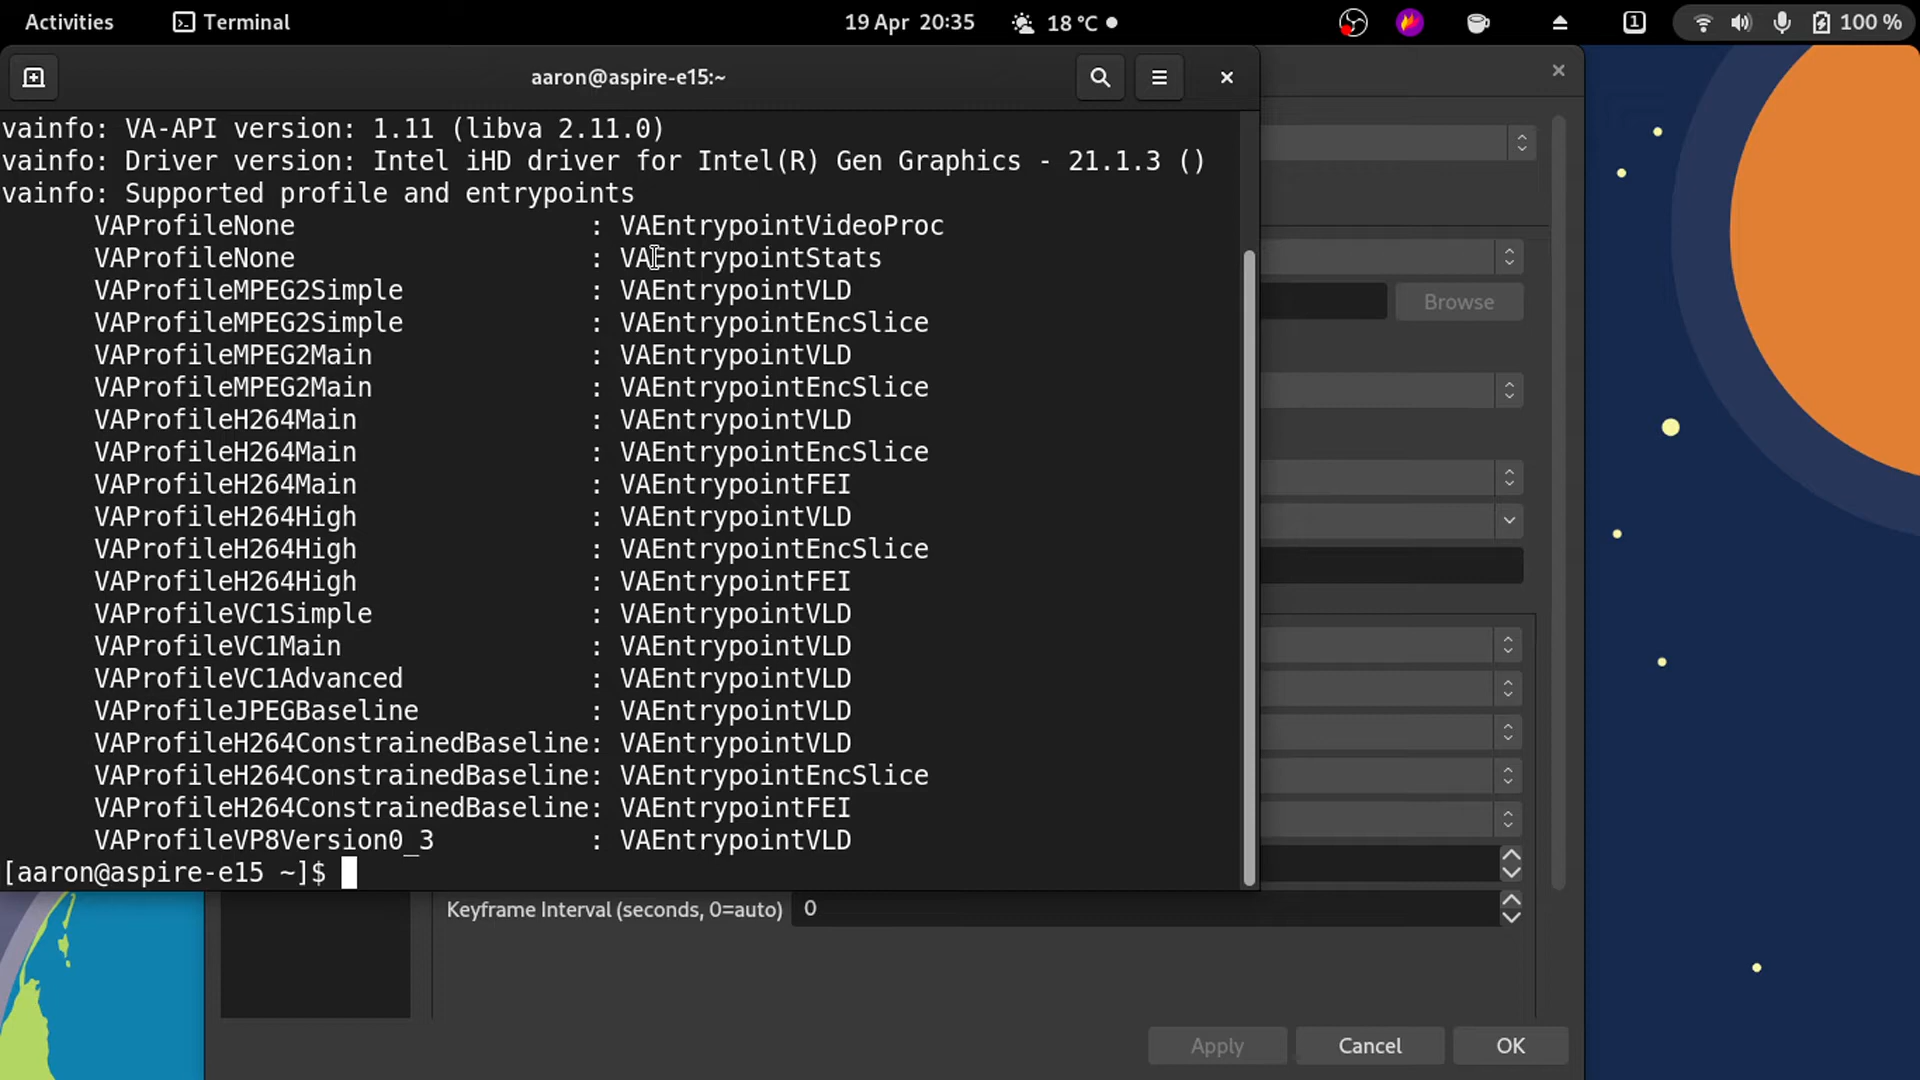 Activities Terminal 19 Apr 20:35 18 °C 1 100 %
aaron@aspire-e15:~
vainfo: VA-API version: 1.11 (libva 2.11.0)
vainfo: Driver version: Intel iHD driver for Intel(R) Gen Graphics - 21.1.3 ()
vainfo: Supported profile and entrypoints
VAProfileNone : VAEntrypointVideoProc
VAProfileNone : VAEntrypointStats
VAProfileMPEG2Simple : VAEntrypointVLD
VAProfileMPEG2Simple : VAEntrypointEncSlice
VAProfileMPEG2Main : VAEntrypointVLD
VAProfileMPEG2Main : VAEntrypointEncSlice
VAProfileH264Main : VAEntrypointVLD
VAProfileH264Main : VAEntrypointEncSlice
VAProfileH264Main : VAEntrypointFEI
VAProfileH264High : VAEntrypointVLD
VAProfileH264High : VAEntrypointEncSlice
VAProfileH264High : VAEntrypointFEI
VAProfileVC1Simple : VAEntrypointVLD
VAProfileVC1Main : VAEntrypointVLD
VAProfileVC1Advanced : VAEntrypointVLD
VAProfileJPEGBaseline : VAEntrypointVLD
VAProfileH264ConstrainedBaseline: VAEntrypointVLD
VAProfileH264ConstrainedBaseline: VAEntrypointEncSlice
VAProfileH264ConstrainedBaseline: VAEntrypointFEI
VAProfileVP8Version0_3 : VAEntrypointVLD
[aaron@aspire-e15 ~]$
Browse
Keyframe Interval (seconds, 0=auto) 0
Apply Cancel OK